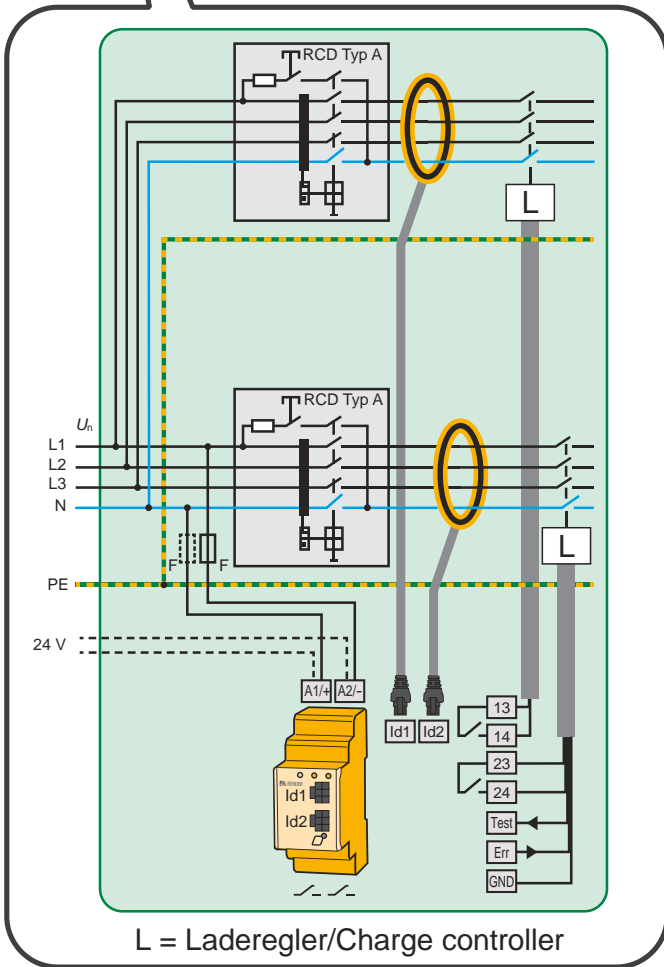 RCD Typ A
L
RCD Typ A
Un
L1
L2
L3
N
L
F F
PE
24 V
A1/+ A2/-
Id1 Id2
13
14
23
24
Test
Err
GND
BENDER
Id1
Id2
L = Laderegler/Charge controller